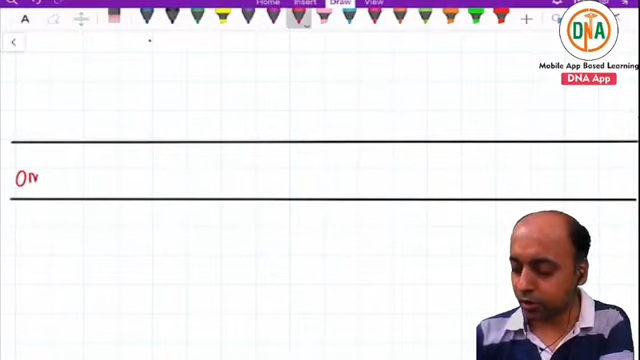 Home Insert Draw View
A
DNA
Mobile App Based Learning
DNA App
ON